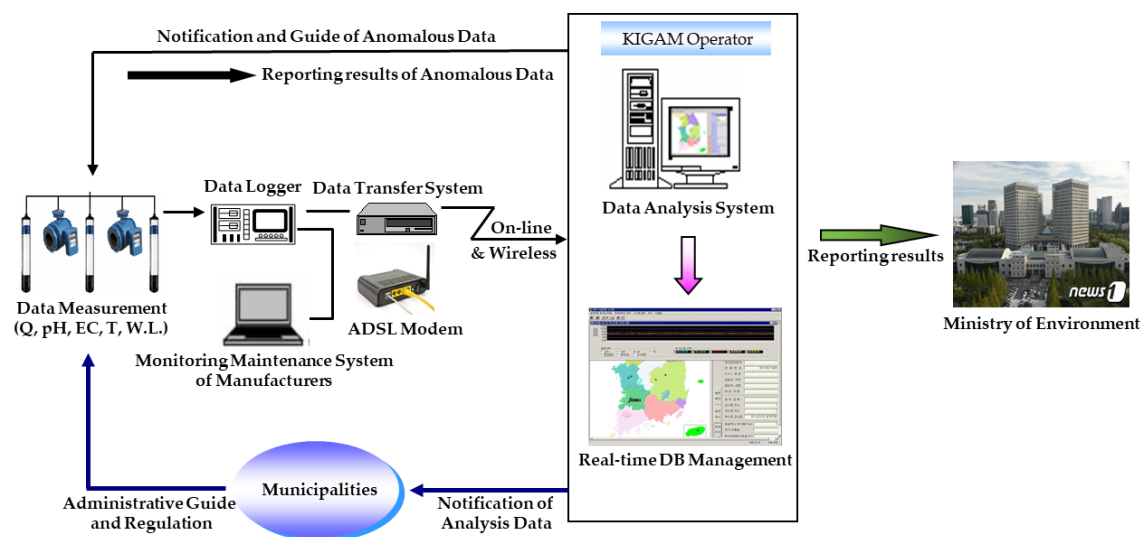 Notification and Guide of Anomalous Data
Reporting results of Anomalous Data
KIGAM Operator
Data Analysis System
Data Logger
Data Transfer System
On-line
& Wireless
Data Measurement
(Q, pH, EC, T, W.L.)
ADSL Modem
Monitoring Maintenance System
of Manufacturers
Reporting results
news1
Ministry of Environment
Real-time DB Management
Municipalities
Administrative Guide
and Regulation
Notification of
Analysis Data